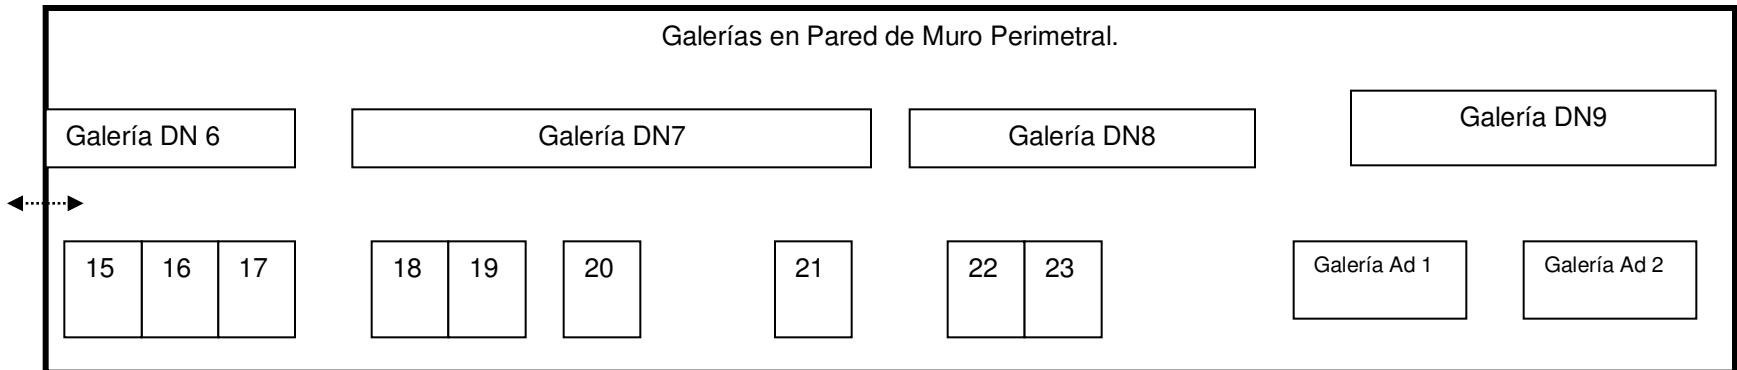 Galerías en Pared de Muro Perimetral.
Galería DN 6
Galería DN7
Galería DN8
Galería DN9
15
16
17
18
19
20
21
22
23
Galería Ad 1
Galería Ad 2